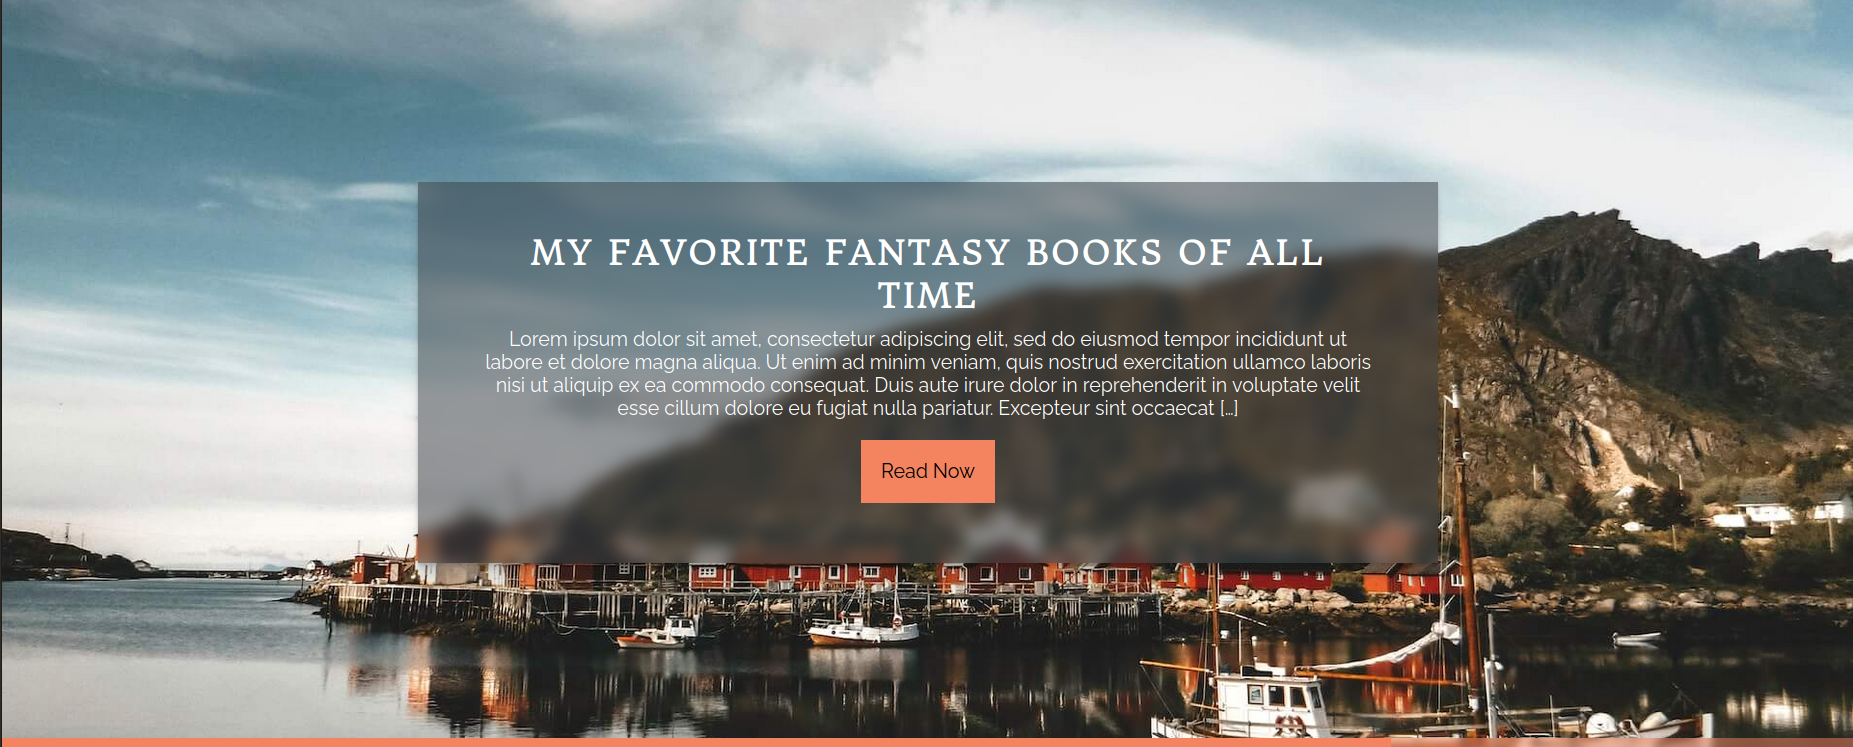 MY FAVORITE FANTASY BOOKS OF ALL
TIME
Lorem ipsum dolor sit amet, consectetur adipiscing elit, sed do eiusmod tempor incididunt ut
labore et dolore magna aliqua. Ut enim ad minim veniam, quis nostrud exercitation ullamco laboris
nisi ut aliquip ex ea commodo consequat. Duis aute irure dolor in reprehenderit in voluptate velit
esse cillum dolore eu fugiat nulla pariatur. Excepteur sint occaecat […]
Read Now